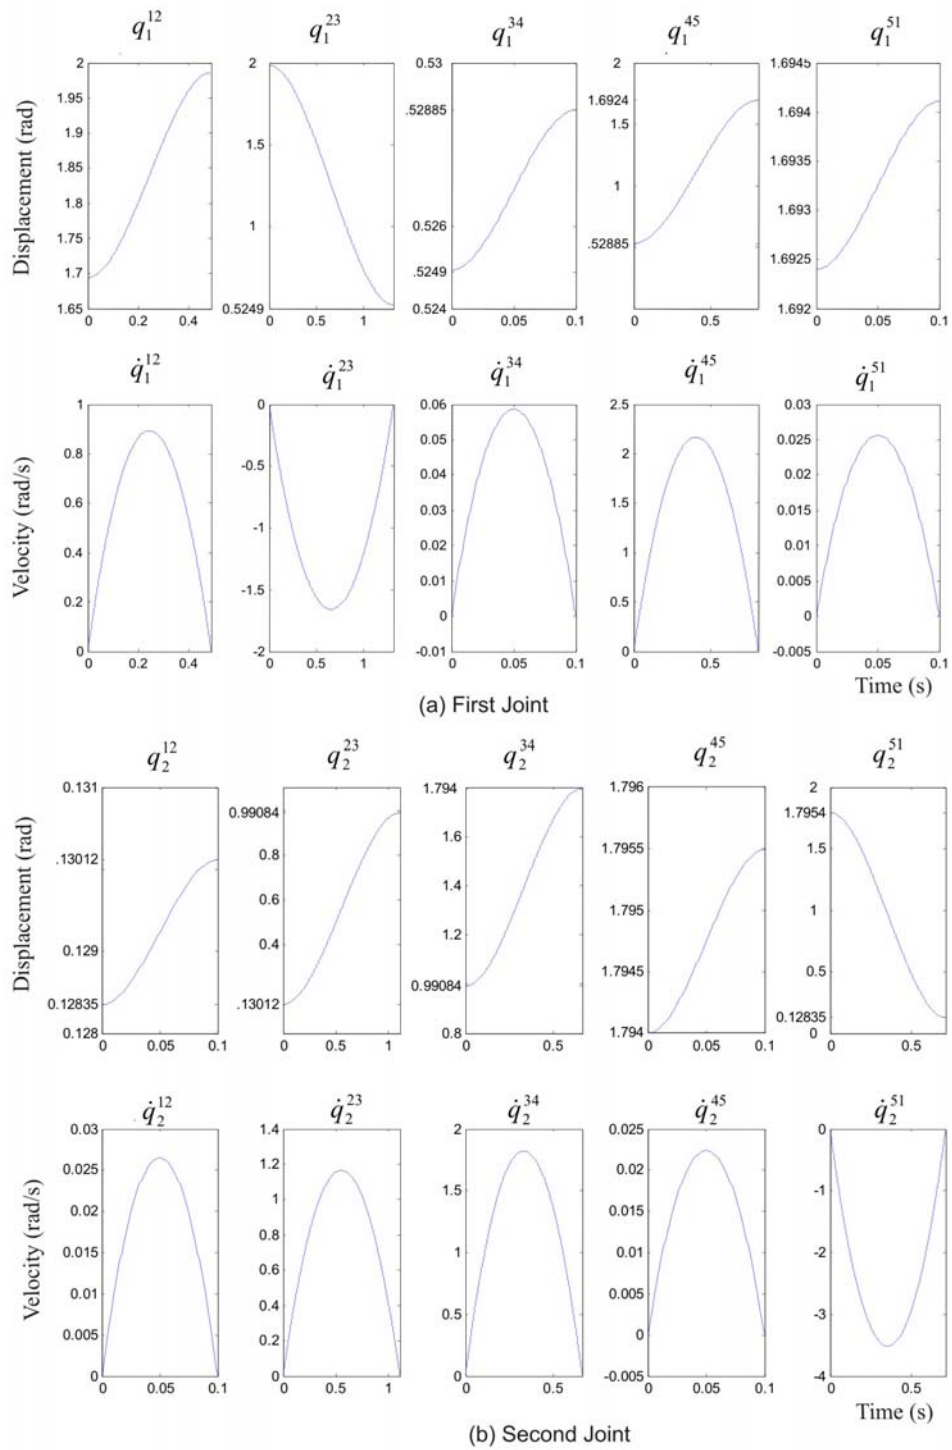 q₁¹² q₁²³ q₁³⁴ q₁⁴⁵ q₁⁵¹
Displacement (rad)
2 1.95 1.9 1.85 1.8 1.75 1.7 1.65
0 0.2 0.4
2 1.5 1 0.5249
0 0.5 1
0.53 .52885 0.526 .5249 0.524
0 0.05 0.1
2 1.6924 1.5 1 .52885
0 0.5
1.6945 1.694 1.6935 1.693 1.6925 1.692
0 0.05 0.1
q̇₁¹² q̇₁²³ q̇₁³⁴ q̇₁⁴⁵ q̇₁⁵¹
Velocity (rad/s)
1 0.8 0.6 0.4 0.2 0
0 0.2 0.4
0 -0.5 -1 -1.5 -2
0 0.5 1
0.06 0.05 0.04 0.03 0.02 0.01 0 -0.01
0 0.05 0.1
2.5 2 1.5 1 0.5 0
0 0.5
0.03 0.025 0.02 0.015 0.01 0.005 0 -0.005
0 0.05 0.1
Time (s)
(a) First Joint
q₂¹² q₂²³ q₂³⁴ q₂⁴⁵ q₂⁵¹
Displacement (rad)
0.131 .13012 0.129 0.12835 0.128
0 0.05 0.1
0.99084 0.8 0.6 0.4 .13012
0 0.5 1
1.794 1.6 1.4 1.2 0.99084 0.8
0 0.5
1.796 1.7955 1.795 1.7945 1.794
0 0.05 0.1
2 1.7954 1.5 1 0.5 0.12835 0
0 0.5
q̇₂¹² q̇₂²³ q̇₂³⁴ q̇₂⁴⁵ q̇₂⁵¹
Velocity (rad/s)
0.03 0.025 0.02 0.015 0.01 0.005 0
0 0.05 0.1
1.4 1.2 1 0.8 0.6 0.4 0.2 0
0 0.5 1
2 1.5 1 0.5 0
0 0.5
0.025 0.02 0.015 0.01 0.005 0 -0.005
0 0.05 0.1
0 -1 -2 -3 -4
0 0.5
Time (s)
(b) Second Joint